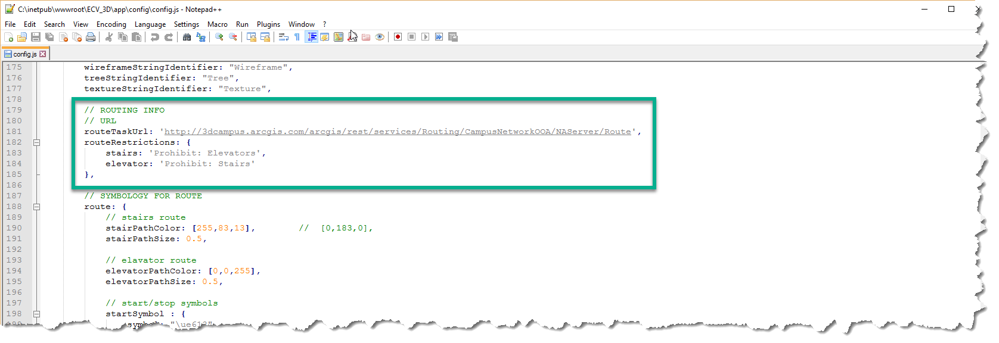 C:\inetpub\wwwroot\ECV_3D\app\config\config.js - Notepad++
File Edit Search View Encoding Language Settings Macro Run Plugins Window ?
config.js
175 wireframeStringIdentifier: "Wireframe",
176 treeStringIdentifier: "Tree",
177 textureStringIdentifier: "Texture",
178
179 // ROUTING INFO
180 // URL
181 routeTaskUrl: 'http://3dcampus.arcgis.com/arcgis/rest/services/Routing/CampusNetworkOOA/NAServer/Route',
182 routeRestrictions: {
183 stairs: 'Prohibit: Elevators',
184 elevator: 'Prohibit: Stairs'
185 },
186
187 // SYMBOLOGY FOR ROUTE
188 route: {
189 // stairs route
190 stairPathColor: [255,83,13], // [0,183,0],
191 stairPathSize: 0.5,
192
193 // elavator route
194 elevatorPathColor: [0,0,255],
195 elevatorPathSize: 0.5,
196
197 // start/stop symbols
198 startSymbol : {